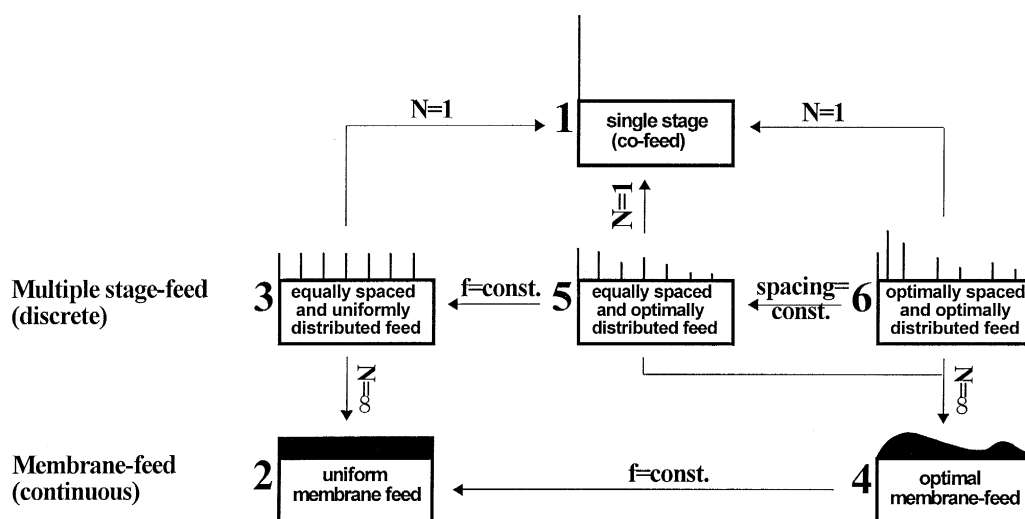 N=1
1
single stage
(co-feed)
N=1
N=1
Multiple stage-feed
(discrete)
3
equally spaced
and uniformly
distributed feed
f=const.
5
equally spaced
and optimally
distributed feed
spacing=
const.
6
optimally spaced
and optimally
distributed feed
N=∞
N=∞
Membrane-feed
(continuous)
2
uniform
membrane feed
f=const.
4
optimal
membrane-feed